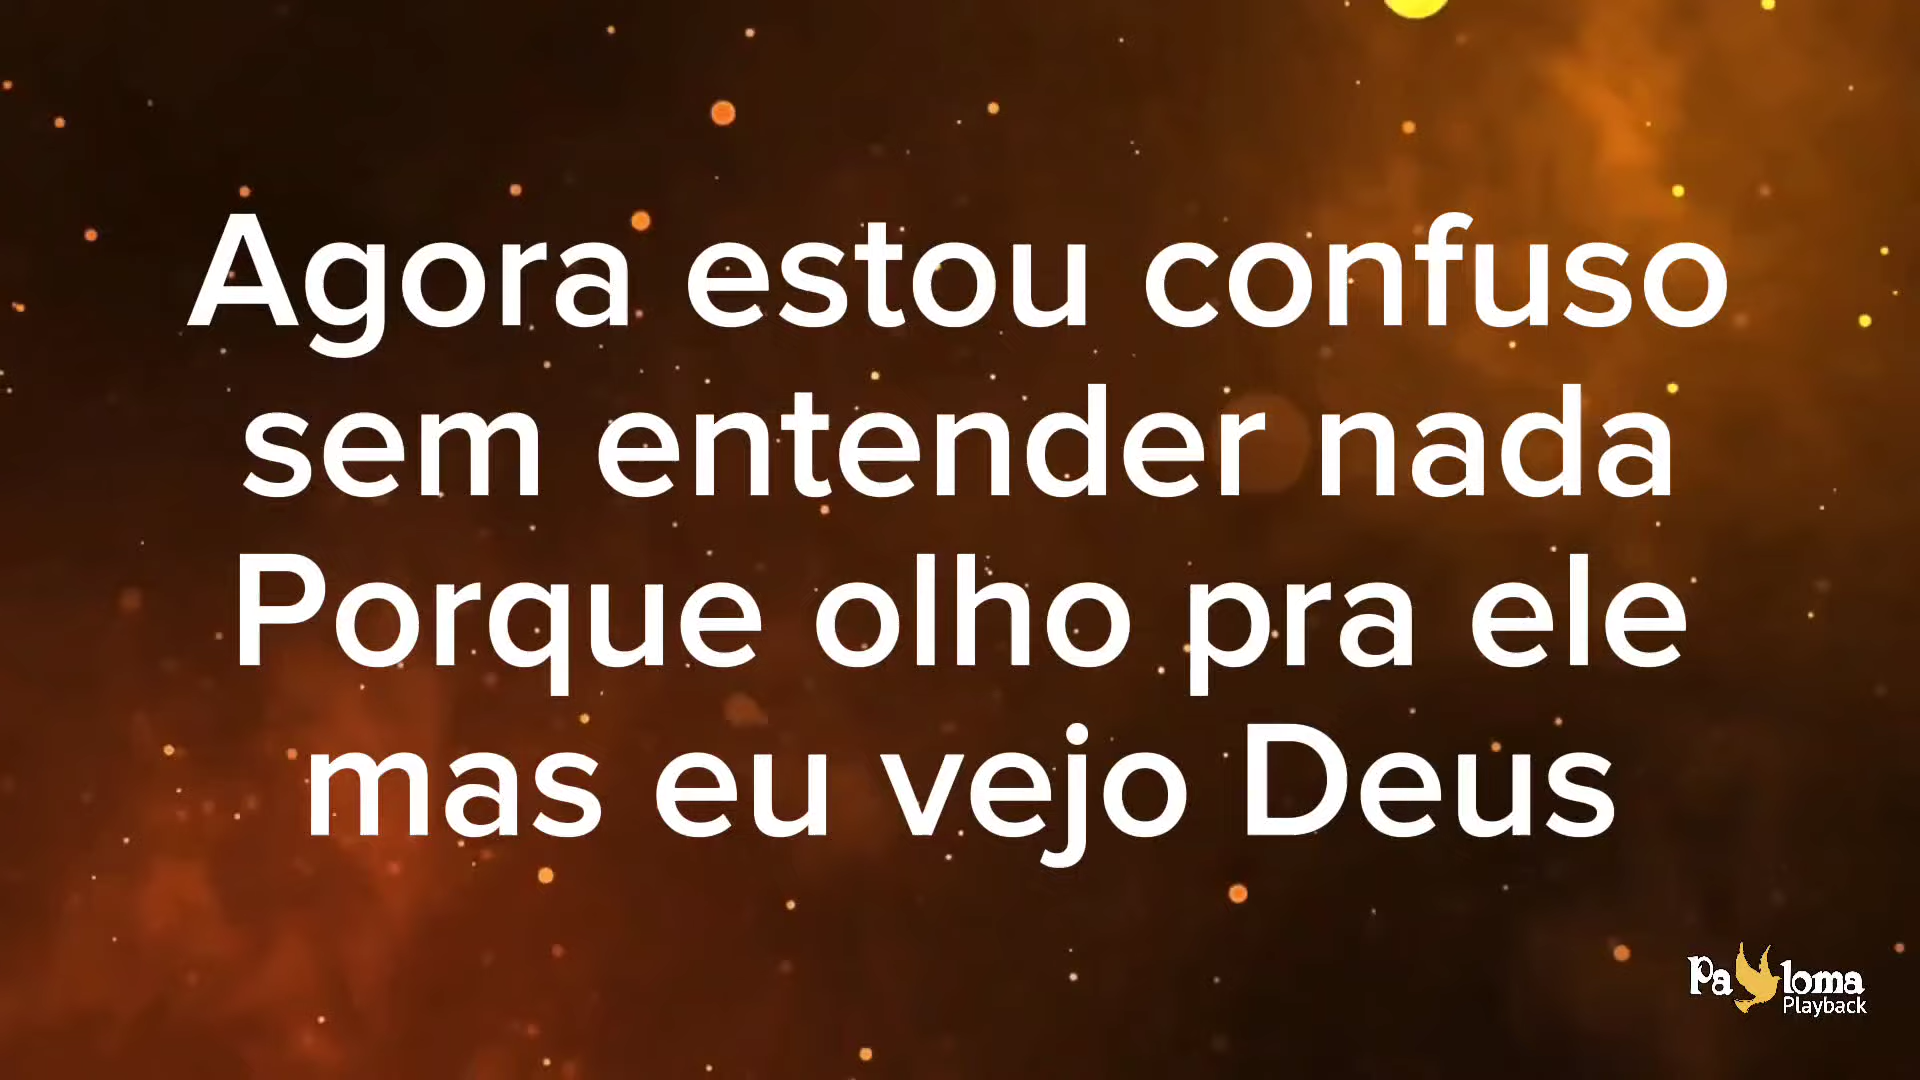 Agora estou confuso
sem entender nada
Porque olho pra ele
mas eu vejo Deus
Paloma
Playback